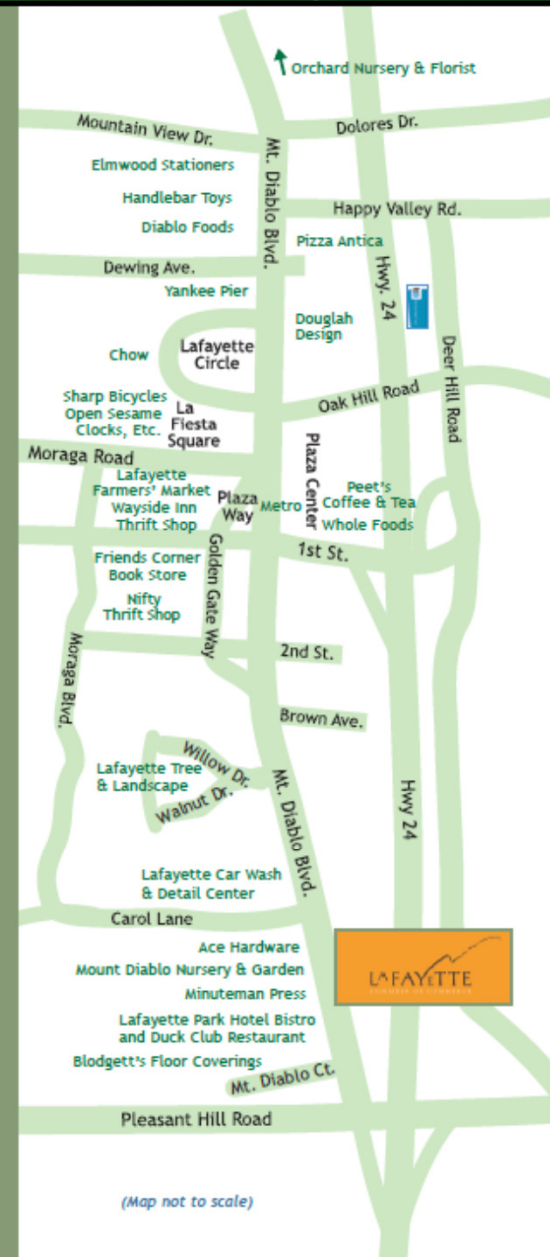 Orchard Nursery & Florist
Mountain View Dr.
Dolores Dr.
Elmwood Stationers
Mt. Diablo Blvd.
Handlebar Toys
Happy Valley Rd.
Diablo Foods
Pizza Antica
Dewing Ave.
Hwy. 24
Yankee Pier
Douglah
Design
Lafayette
Circle
Chow
Deer Hill Road
Oak Hill Road
Sharp Bicycles
Open Sesame
Clocks, Etc.
La
Fiesta
Square
Moraga Road
Plaza Center
Lafayette
Farmers' Market
Wayside Inn
Thrift Shop
Plaza
Way
Metro
Peet's
Coffee & Tea
Whole Foods
1st St.
Golden Gate Way
Friends Corner
Book Store
Nifty
Thrift Shop
Moraga Blvd.
2nd St.
Brown Ave.
Willow Dr.
Lafayette Tree
& Landscape
Walnut Dr.
Mt. Diablo Blvd.
Hwy 24
Lafayette Car Wash
& Detail Center
Carol Lane
Ace Hardware
Mount Diablo Nursery & Garden
Minuteman Press
LAFAYETTE
CHAMBER OF COMMERCE
Lafayette Park Hotel Bistro
and Duck Club Restaurant
Blodgett's Floor Coverings
Mt. Diablo Ct.
Pleasant Hill Road
(Map not to scale)